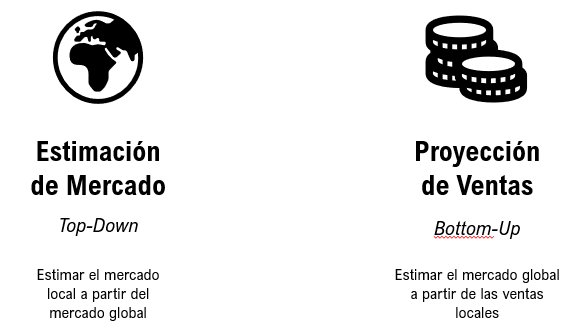 Estimación
de Mercado
Top-Down
Estimar el mercado
local a partir del
mercado global
Proyección
de Ventas
Bottom-Up
Estimar el mercado global
a partir de las ventas
locales